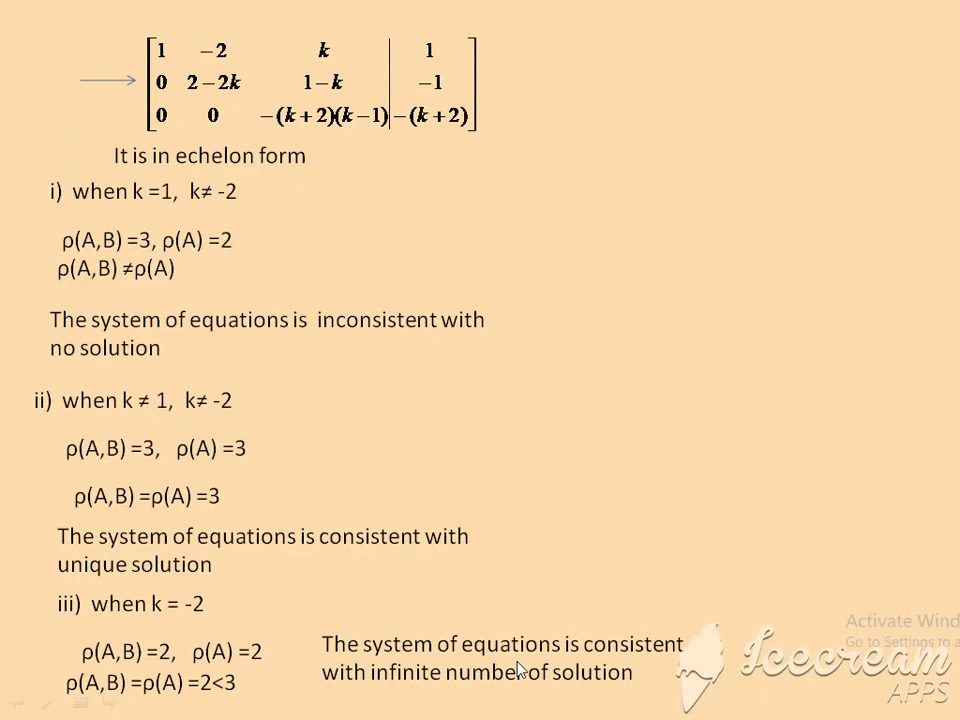 1 −2 k 1
0 2−2k 1−k −1
0 0 −(k+2)(k−1) −(k+2)
It is in echelon form
i) when k =1, k≠ -2
ρ(A,B) =3, ρ(A) =2
ρ(A,B) ≠ρ(A)
The system of equations is inconsistent with
no solution
ii) when k ≠ 1, k≠ -2
ρ(A,B) =3, ρ(A) =3
ρ(A,B) =ρ(A) =3
The system of equations is consistent with
unique solution
iii) when k = -2
ρ(A,B) =2, ρ(A) =2
ρ(A,B) =ρ(A) =2<3
The system of equations is consistent
with infinite number of solution
Activate Wind
Go to Settings to a
Icecream
APPS